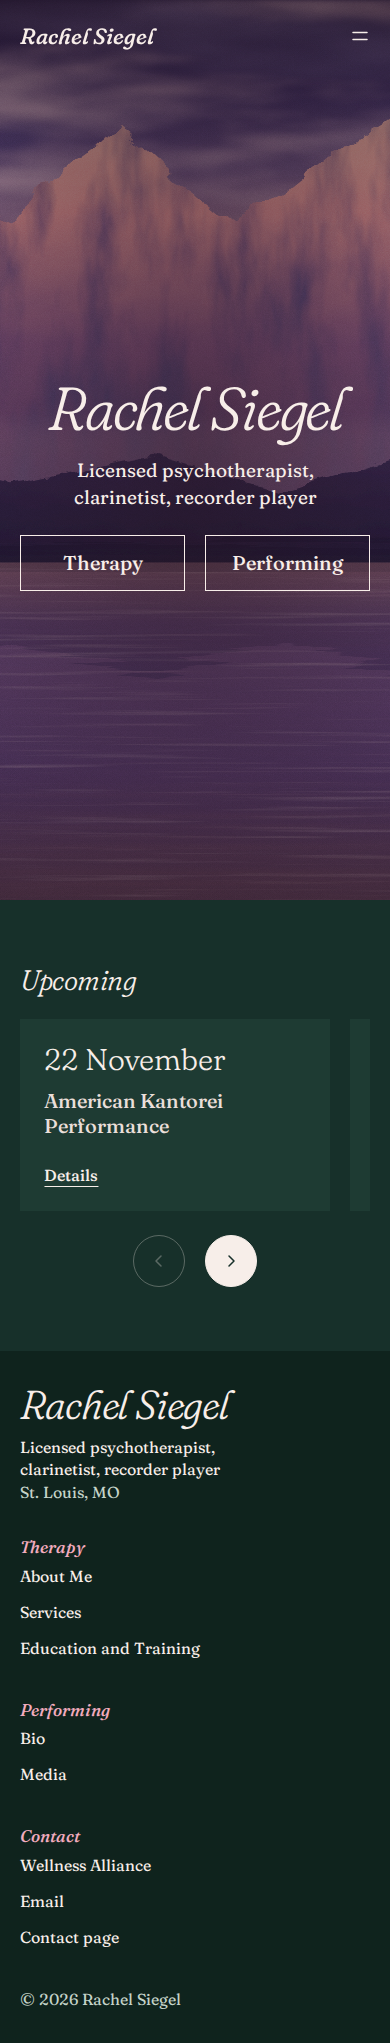 Rachel Siegel
Rachel Siegel
Licensed psychotherapist,
clarinetist, recorder player
Therapy
Performing
Upcoming
22 November
American Kantorei
Performance
Details
Rachel Siegel
Licensed psychotherapist,
clarinetist, recorder player
St. Louis, MO
Therapy
About Me
Services
Education and Training
Performing
Bio
Media
Contact
Wellness Alliance
Email
Contact page
© 2026 Rachel Siegel